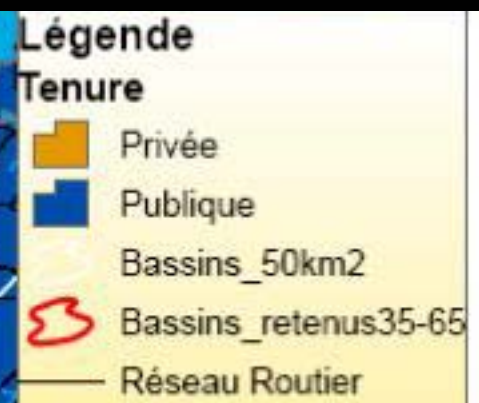 Légende
Tenure
Privée
Publique
Bassins_50km2
Bassins_retenus35-65
Réseau Routier